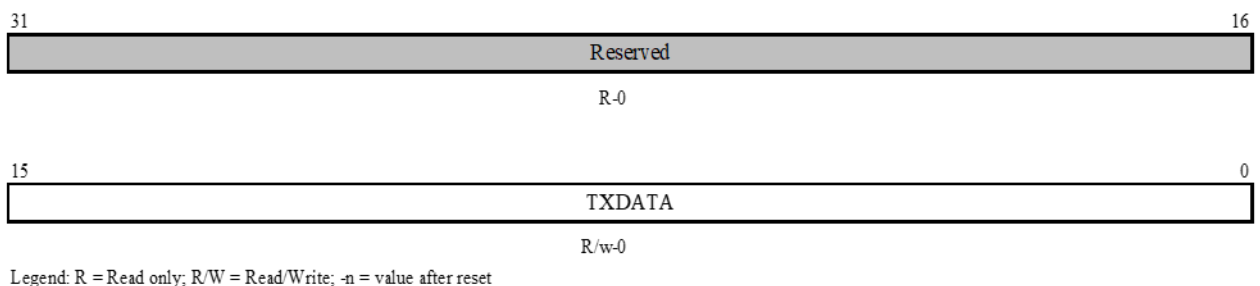 31 16
Reserved
R-0
15 0
TXDATA
R/w-0
Legend: R = Read only; R/W = Read/Write; -n = value after reset